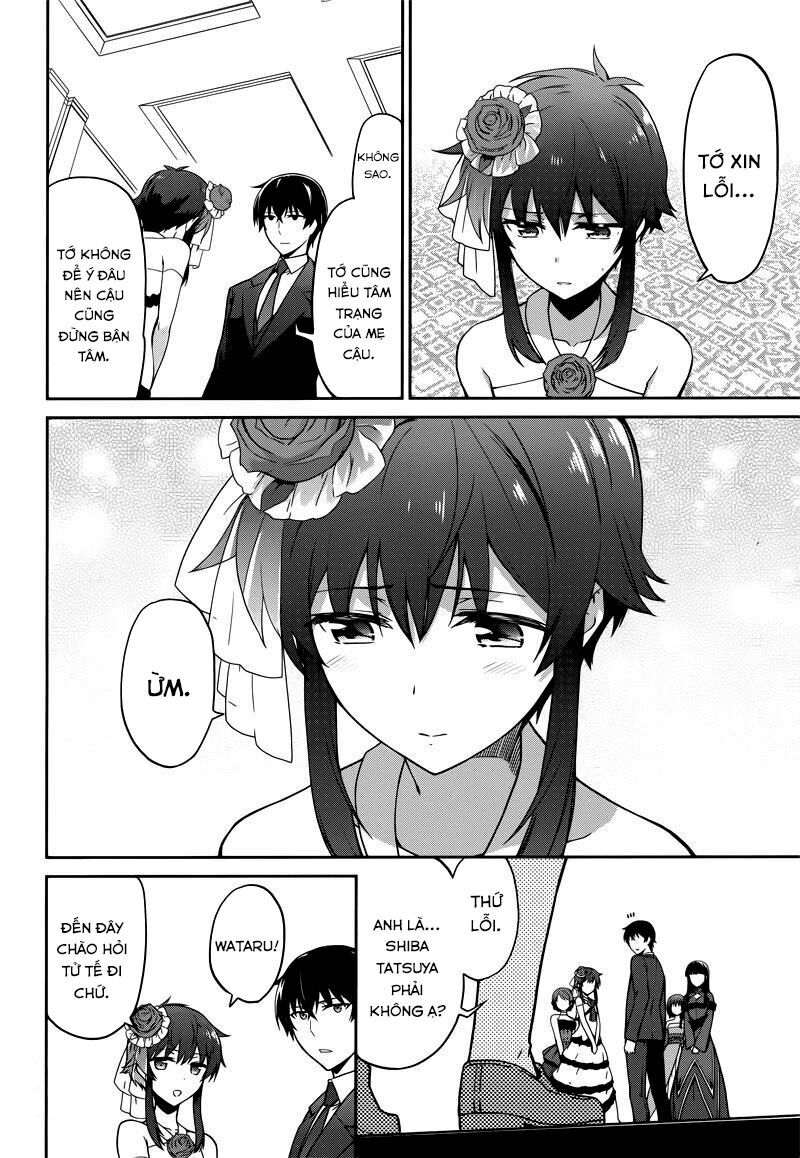 TỚ XIN
LỖI...
KHÔNG
SAO.
TỚ CŨNG
HIỂU TÂM
TRẠNG
CỦA MẸ
CẬU.
TỚ KHÔNG
ĐỂ Ý ĐÂU
NÊN CẬU
CŨNG
ĐỪNG BẬN
TÂM.
ỪM.
THỨ
LỖI.
ANH LÀ...
SHIBA
TATSUYA
PHẢI
KHÔNG Ạ?
WATARU!
ĐẾN ĐÂY
CHÀO HỎI
TỬ TẾ ĐI
CHỨ.